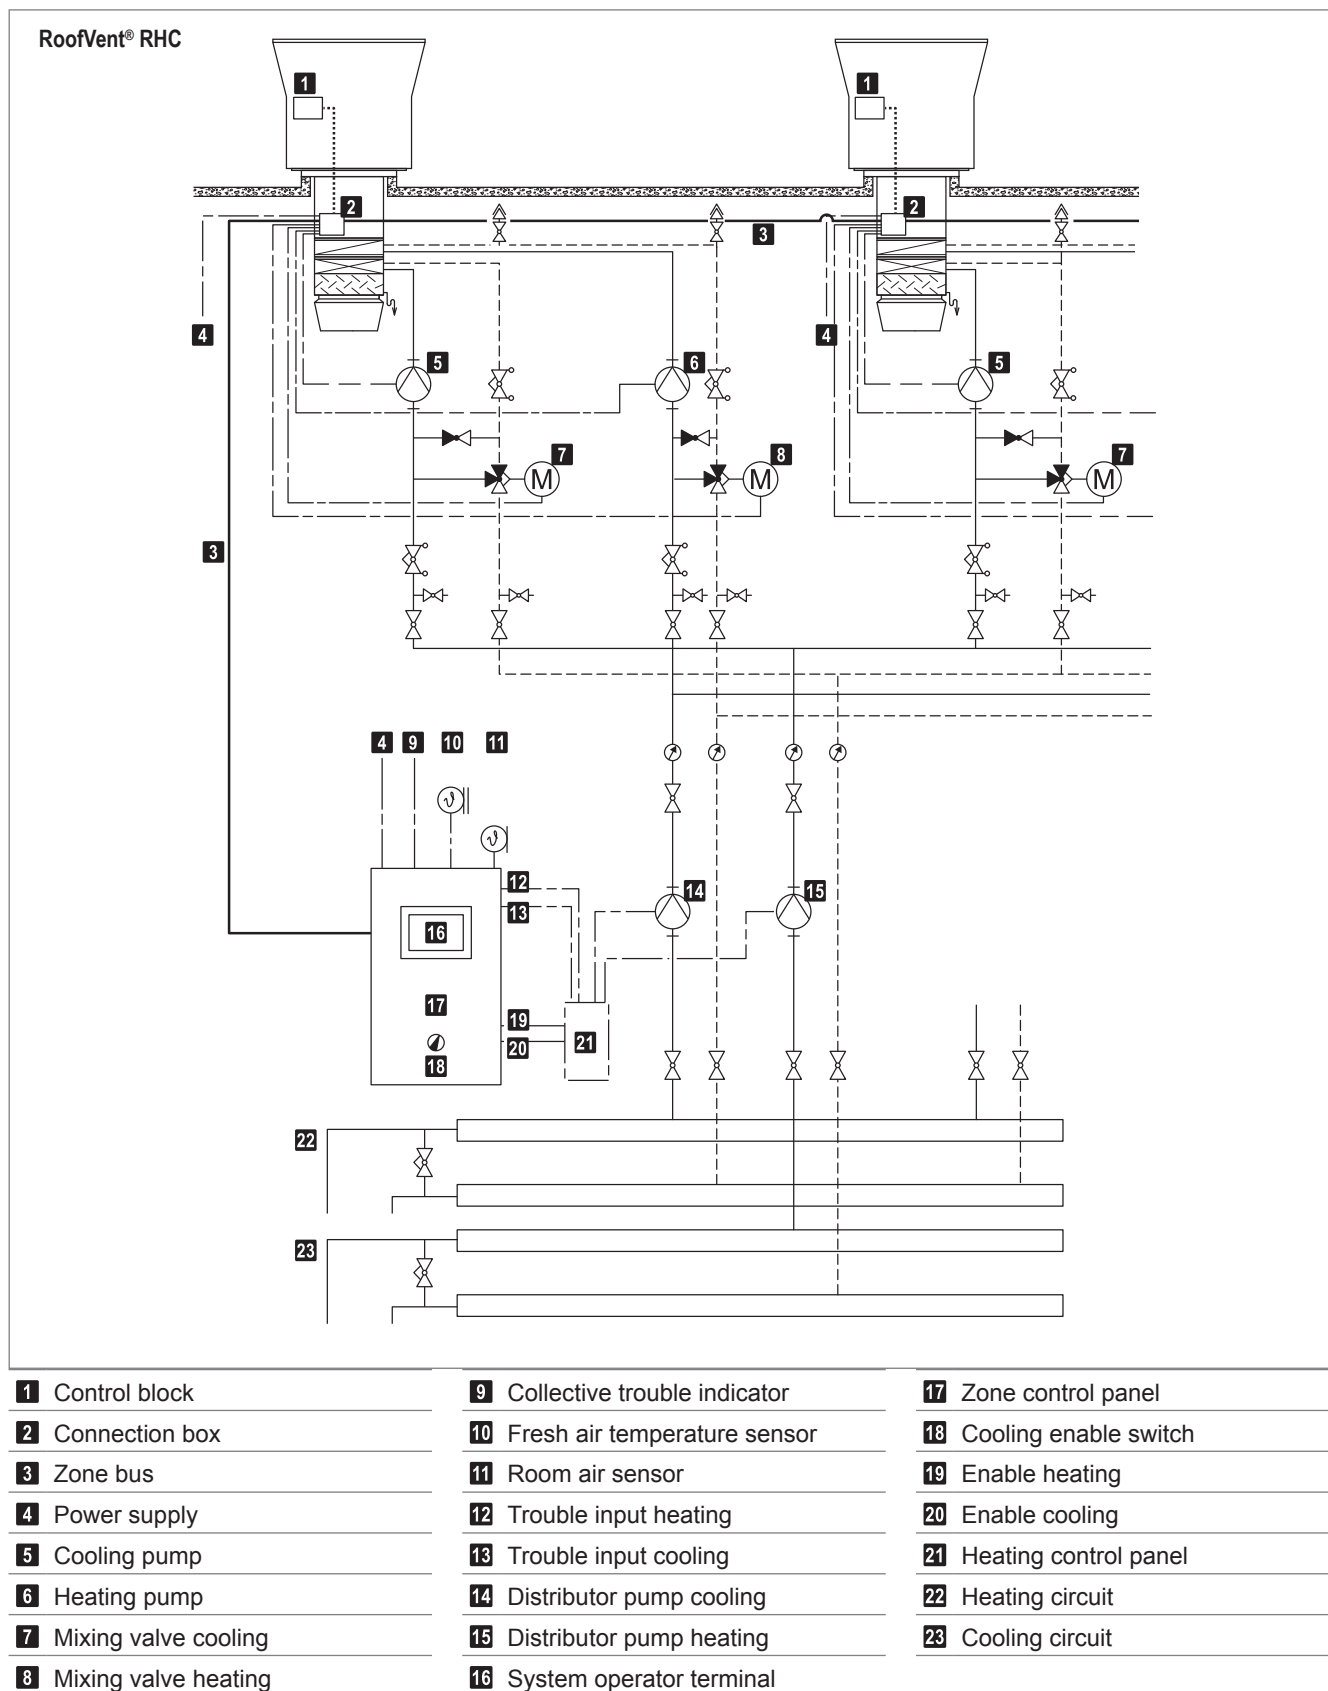 RoofVent® RHC
1
1
2
2
3
4
4
5
6
5
7
8
7
3
4
9
10
11
12
13
14
15
16
17
18
19
20
21
22
23
M
M
M
ϑ
ϑ
1 Control block
2 Connection box
3 Zone bus
4 Power supply
5 Cooling pump
6 Heating pump
7 Mixing valve cooling
8 Mixing valve heating
9 Collective trouble indicator
10 Fresh air temperature sensor
11 Room air sensor
12 Trouble input heating
13 Trouble input cooling
14 Distributor pump cooling
15 Distributor pump heating
16 System operator terminal
17 Zone control panel
18 Cooling enable switch
19 Enable heating
20 Enable cooling
21 Heating control panel
22 Heating circuit
23 Cooling circuit